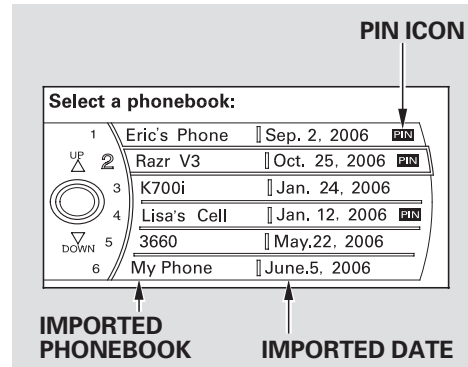 PIN ICON
Select a phonebook:
1 Eric's Phone Sep. 2, 2006 PIN
UP 2 Razr V3 Oct. 25, 2006 PIN
3 K700i Jan. 24, 2006
4 Lisa's Cell Jan. 12, 2006 PIN
DOWN 5 3660 May.22, 2006
6 My Phone June.5, 2006
IMPORTED PHONEBOOK
IMPORTED DATE